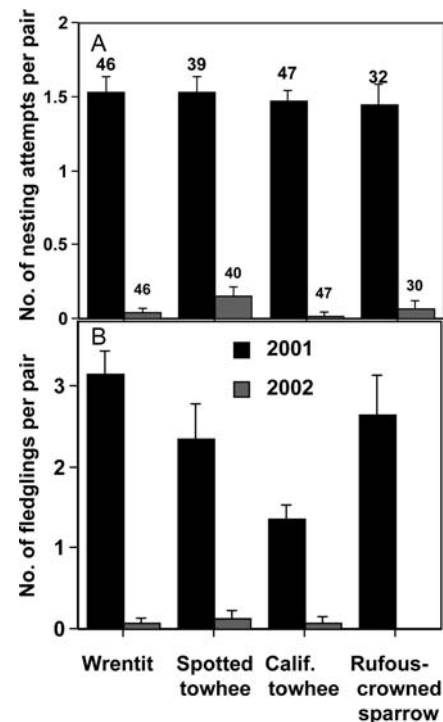 No. of nesting attempts per pair
A
2
1.5
1
0.5
0
46
39
47
32
46
40
47
30
No. of fledglings per pair
B
3
2
1
0
2001
2002
Wrentit
Spotted
towhee
Calif.
towhee
Rufous-
crowned
sparrow